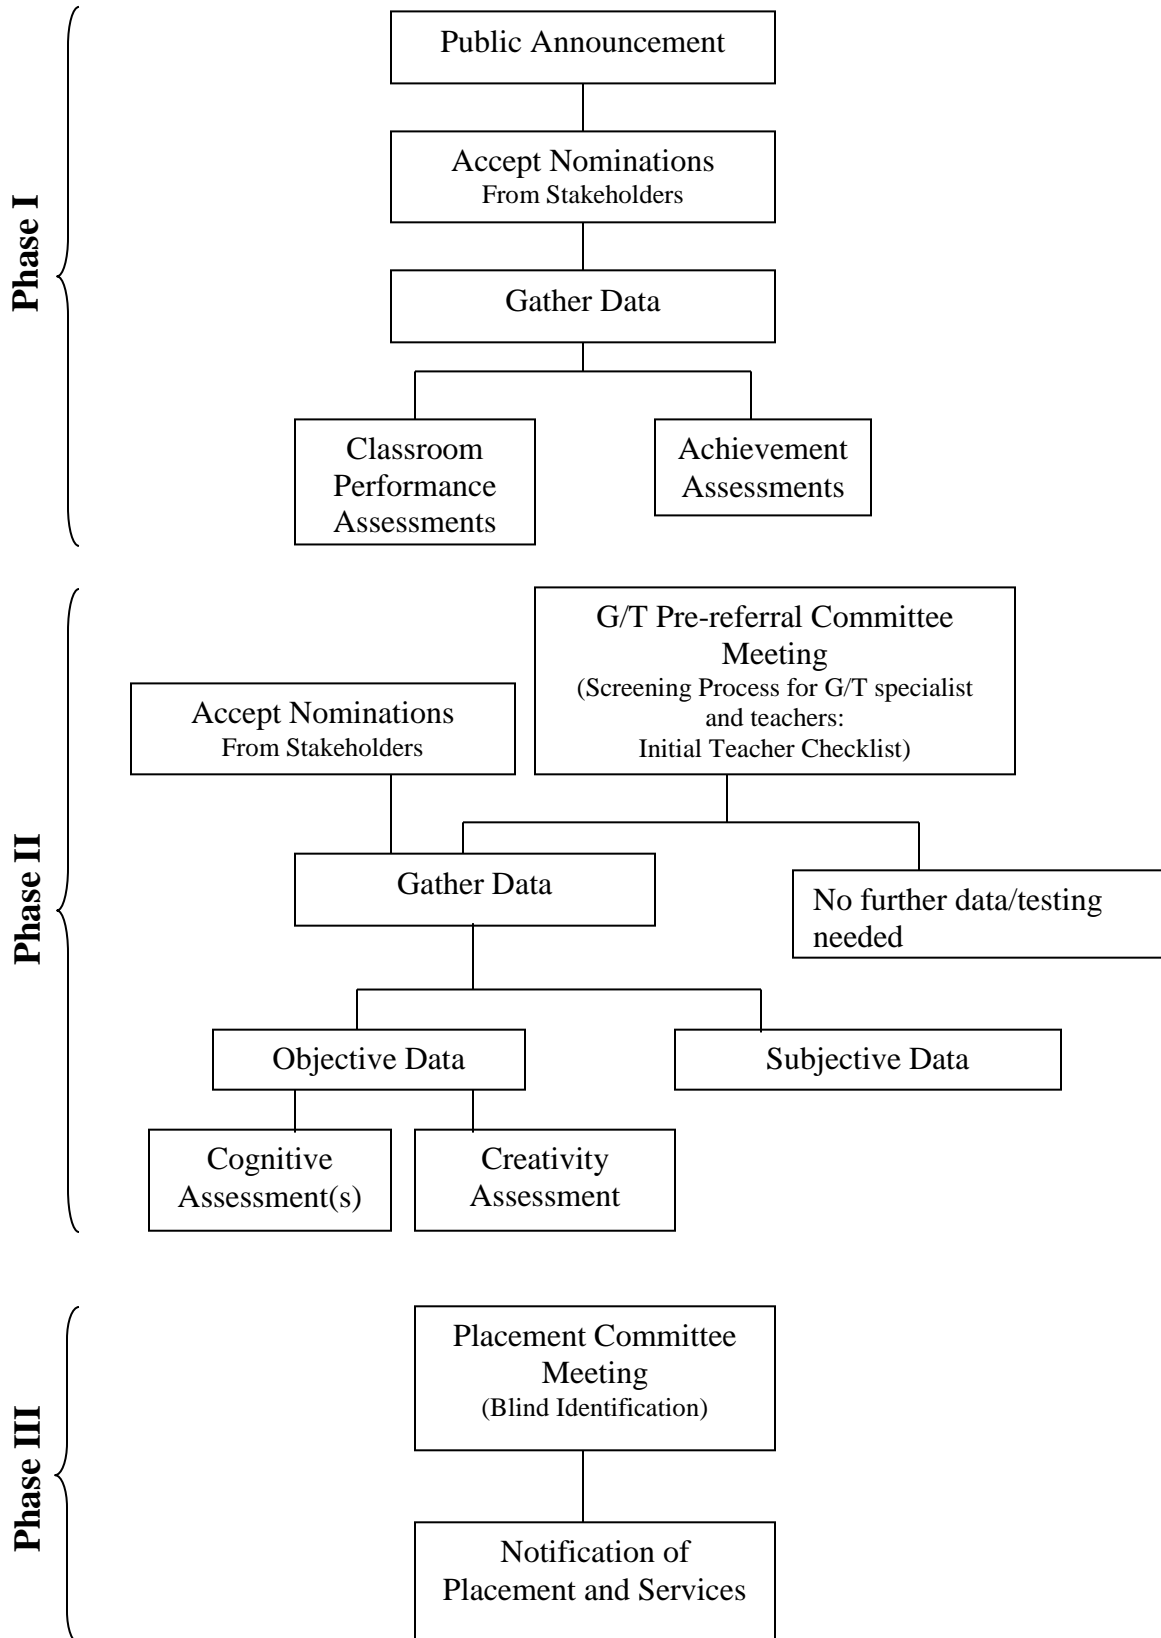 Phase I
Public Announcement
Accept Nominations
From Stakeholders
Gather Data
Classroom
Performance
Assessments
Achievement
Assessments
Phase II
G/T Pre-referral Committee
Meeting
(Screening Process for G/T specialist
and teachers:
Initial Teacher Checklist)
Accept Nominations
From Stakeholders
Gather Data
No further data/testing
needed
Objective Data
Subjective Data
Cognitive
Assessment(s)
Creativity
Assessment
Phase III
Placement Committee
Meeting
(Blind Identification)
Notification of
Placement and Services